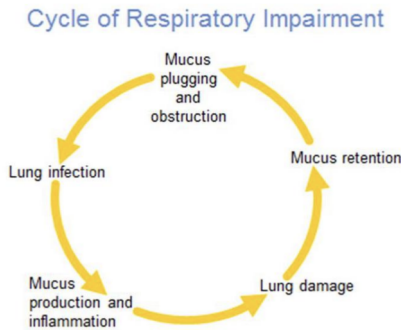 Cycle of Respiratory Impairment
Mucus
plugging
and
obstruction
Mucus retention
Lung infection
Lung damage
Mucus
production and
inflammation